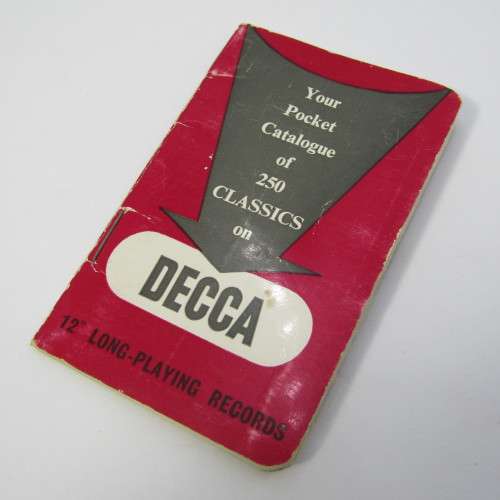 Your
Pocket
Catalogue
of
250
CLASSICS
on
DECCA
12" LONG-PLAYING RECORDS